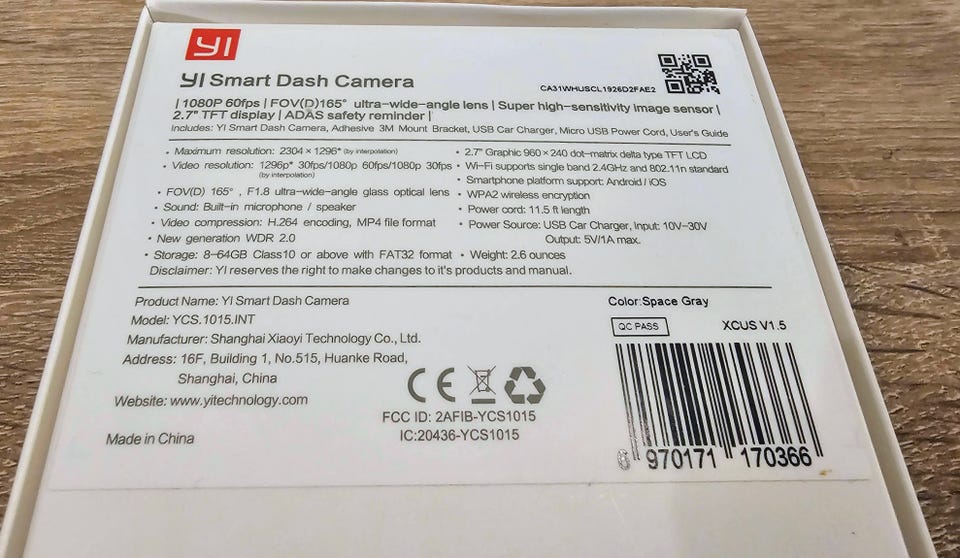 YI
YI Smart Dash Camera
CA31WHUSCL1926D2FAE2
| 1080P 60fps | FOV(D)165° ultra-wide-angle lens | Super high-sensitivity image sensor |
2.7" TFT display | ADAS safety reminder |
Includes: YI Smart Dash Camera, Adhesive 3M Mount Bracket, USB Car Charger, Micro USB Power Cord, User's Guide
• Maximum resolution: 2304 × 1296* (by interpolation)
• Video resolution: 1296p* 30fps/1080p 60fps/1080p 30fps
(by interpolation)
• FOV(D) 165° , F1.8 ultra-wide-angle glass optical lens
• Sound: Built-in microphone / speaker
• Video compression: H.264 encoding, MP4 file format
• New generation WDR 2.0
• Storage: 8-64GB Class10 or above with FAT32 format
• 2.7" Graphic 960 × 240 dot-matrix delta type TFT LCD
• Wi-Fi supports single band 2.4GHz and 802.11n standard
• Smartphone platform support: Android / iOS
• WPA2 wireless encryption
• Power cord: 11.5 ft length
• Power Source: USB Car Charger, Input: 10V-30V
Output: 5V/1A max.
• Weight: 2.6 ounces
Disclaimer: YI reserves the right to make changes to it's products and manual.
Product Name: YI Smart Dash Camera
Model: YCS.1015.INT
Manufacturer: Shanghai Xiaoyi Technology Co., Ltd.
Address: 16F, Building 1, No.515, Huanke Road,
Shanghai, China
Website: www.yitechnology.com
Made in China
CE
FCC ID: 2AFIB-YCS1015
IC:20436-YCS1015
Color:Space Gray
QC PASS
XCUS V1.5
6 970171 170366